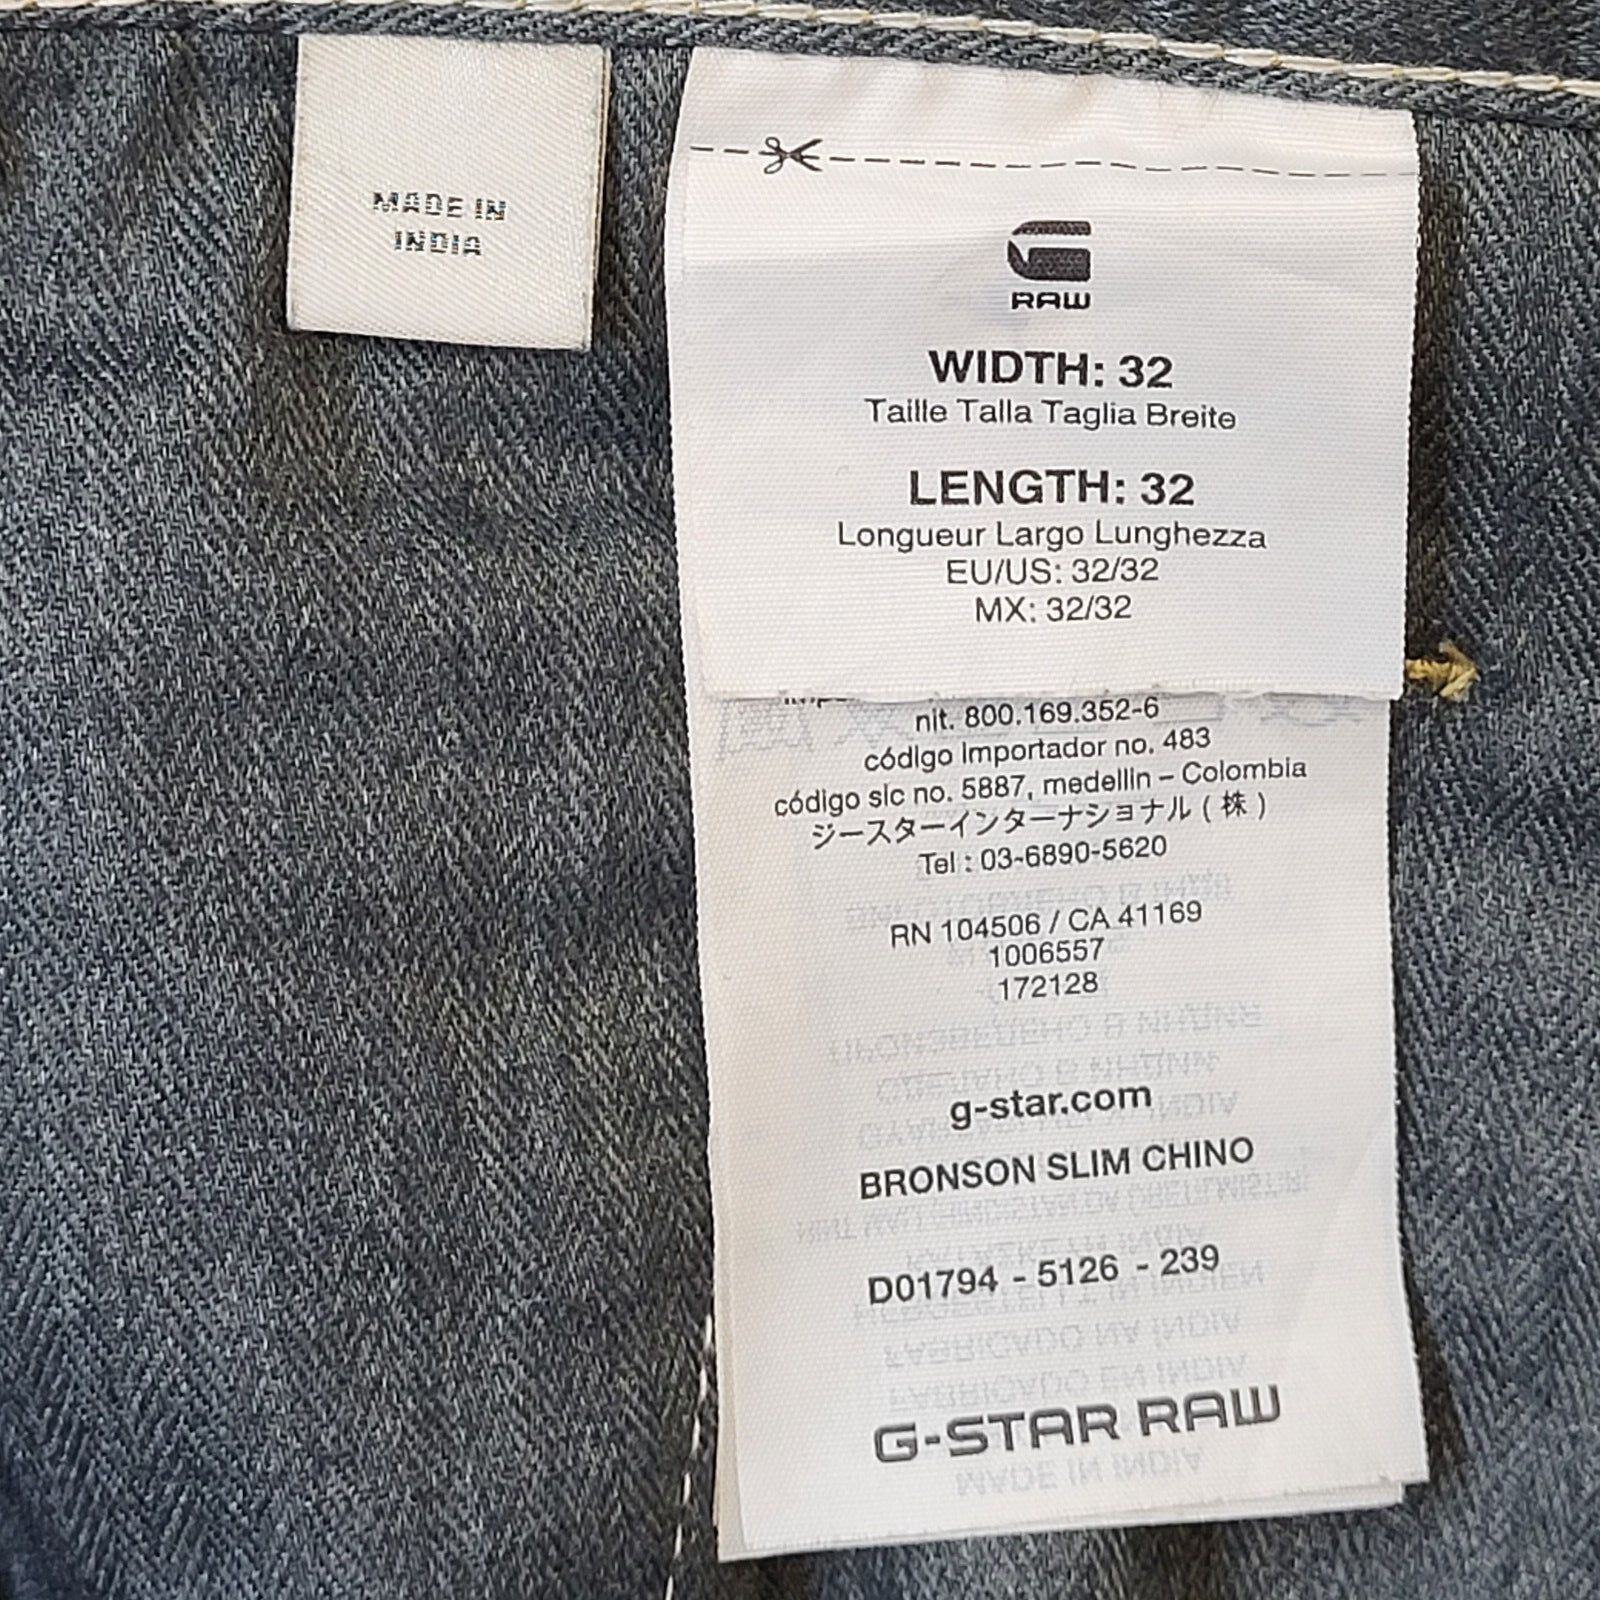 MADE IN
INDIA
RAW
WIDTH: 32
Taille Talla Taglia Breite
LENGTH: 32
Longueur Largo Lunghezza
EU/US: 32/32
MX: 32/32
nit. 800.169.352-6
código importador no. 483
código sic no. 5887, medellin – Colombia
ジースターインターナショナル ( 株 )
Tel : 03-6890-5620
RN 104506 / CA 41169
1006557
172128
g-star.com
BRONSON SLIM CHINO
D01794 - 5126 - 239
G-STAR RAW